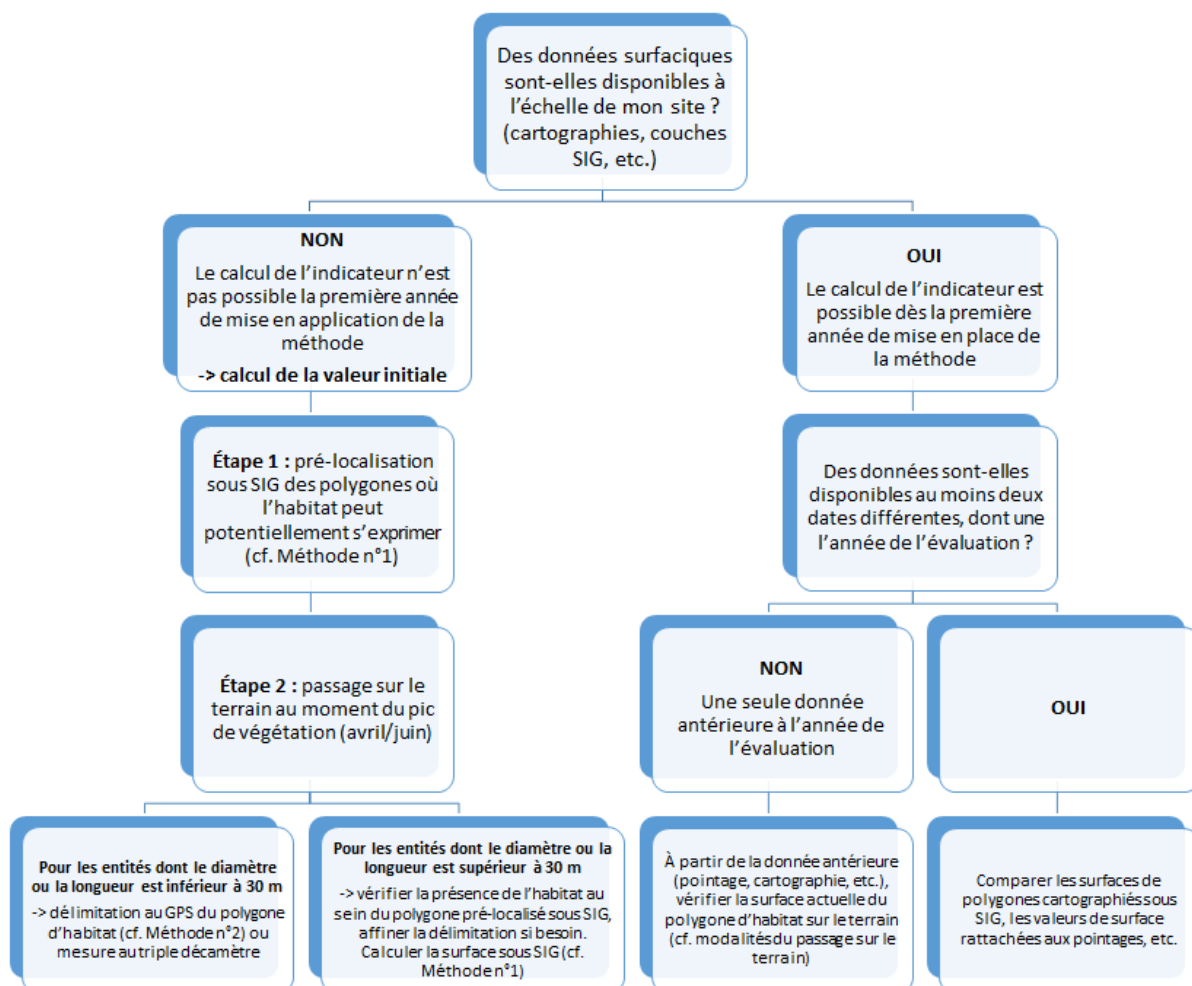 Des données surfaciques
sont-elles disponibles à
l'échelle de mon site ?
(cartographies, couches
SIG, etc.)
NON
Le calcul de l'indicateur n'est
pas possible la première année
de mise en application de la
méthode
-> calcul de la valeur initiale
OUI
Le calcul de l'indicateur est
possible dès la première
année de mise en place de
la méthode
Étape 1 : pré-localisation
sous SIG des polygones où
l'habitat peut
potentiellement s'exprimer
(cf. Méthode n°1)
Des données sont-elles
disponibles au moins deux
dates différentes, dont une
l'année de l'évaluation ?
Étape 2 : passage sur le
terrain au moment du pic
de végétation (avril/juin)
NON
Une seule donnée
antérieure à l'année de
l'évaluation
OUI
Pour les entités dont le diamètre
ou la longueur est inférieur à 30 m
-> délimitation au GPS du polygone
d'habitat (cf. Méthode n°2) ou
mesure au triple décamètre
Pour les entités dont le diamètre ou la
longueur est supérieur à 30 m
-> vérifier la présence de l'habitat au
sein du polygone pré-localisé sous SIG,
affiner la délimitation si besoin.
Calculer la surface sous SIG (cf.
Méthode n°1)
À partir de la donnée antérieure
(pointage, cartographie, etc.),
vérifier la surface actuelle du
polygone d'habitat sur le terrain
(cf. modalités du passage sur le
terrain)
Comparer les surfaces de
polygones cartographiés sous
SIG, les valeurs de surface
rattachées aux pointages, etc.